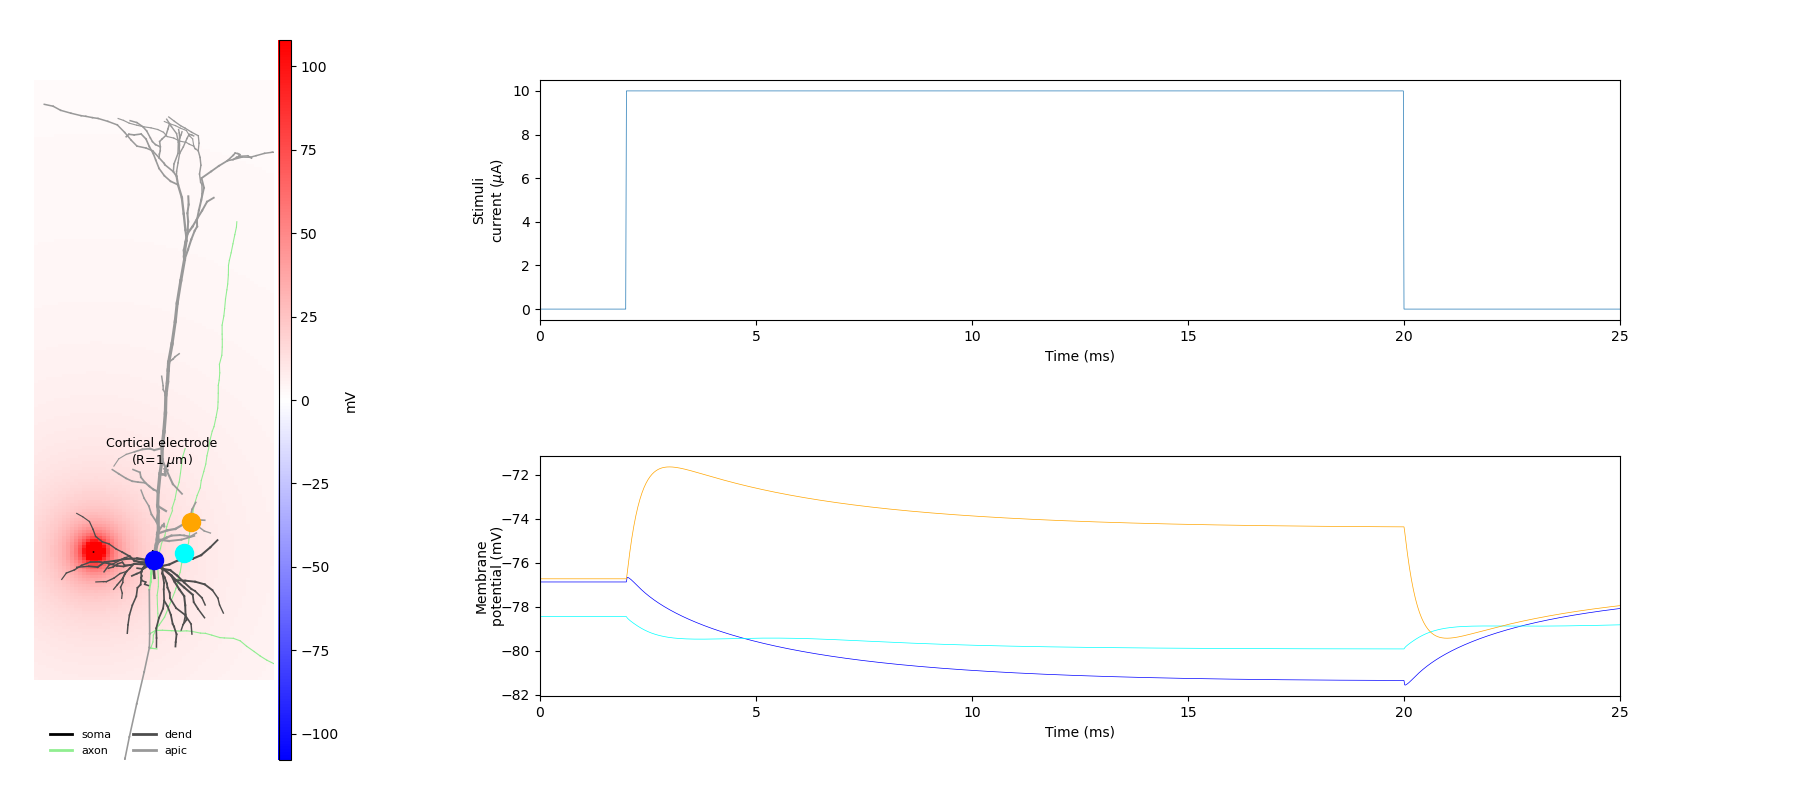 Cortical electrode
(R=1 μm)
soma
dend
axon
apic
100
75
50
25
0
−25
−50
−75
−100
mV
Stimuli
current (μA)
10
8
6
4
2
0
0
5
10
15
20
25
Time (ms)
Membrane
potential (mV)
−72
−74
−76
−78
−80
−82
0
5
10
15
20
25
Time (ms)